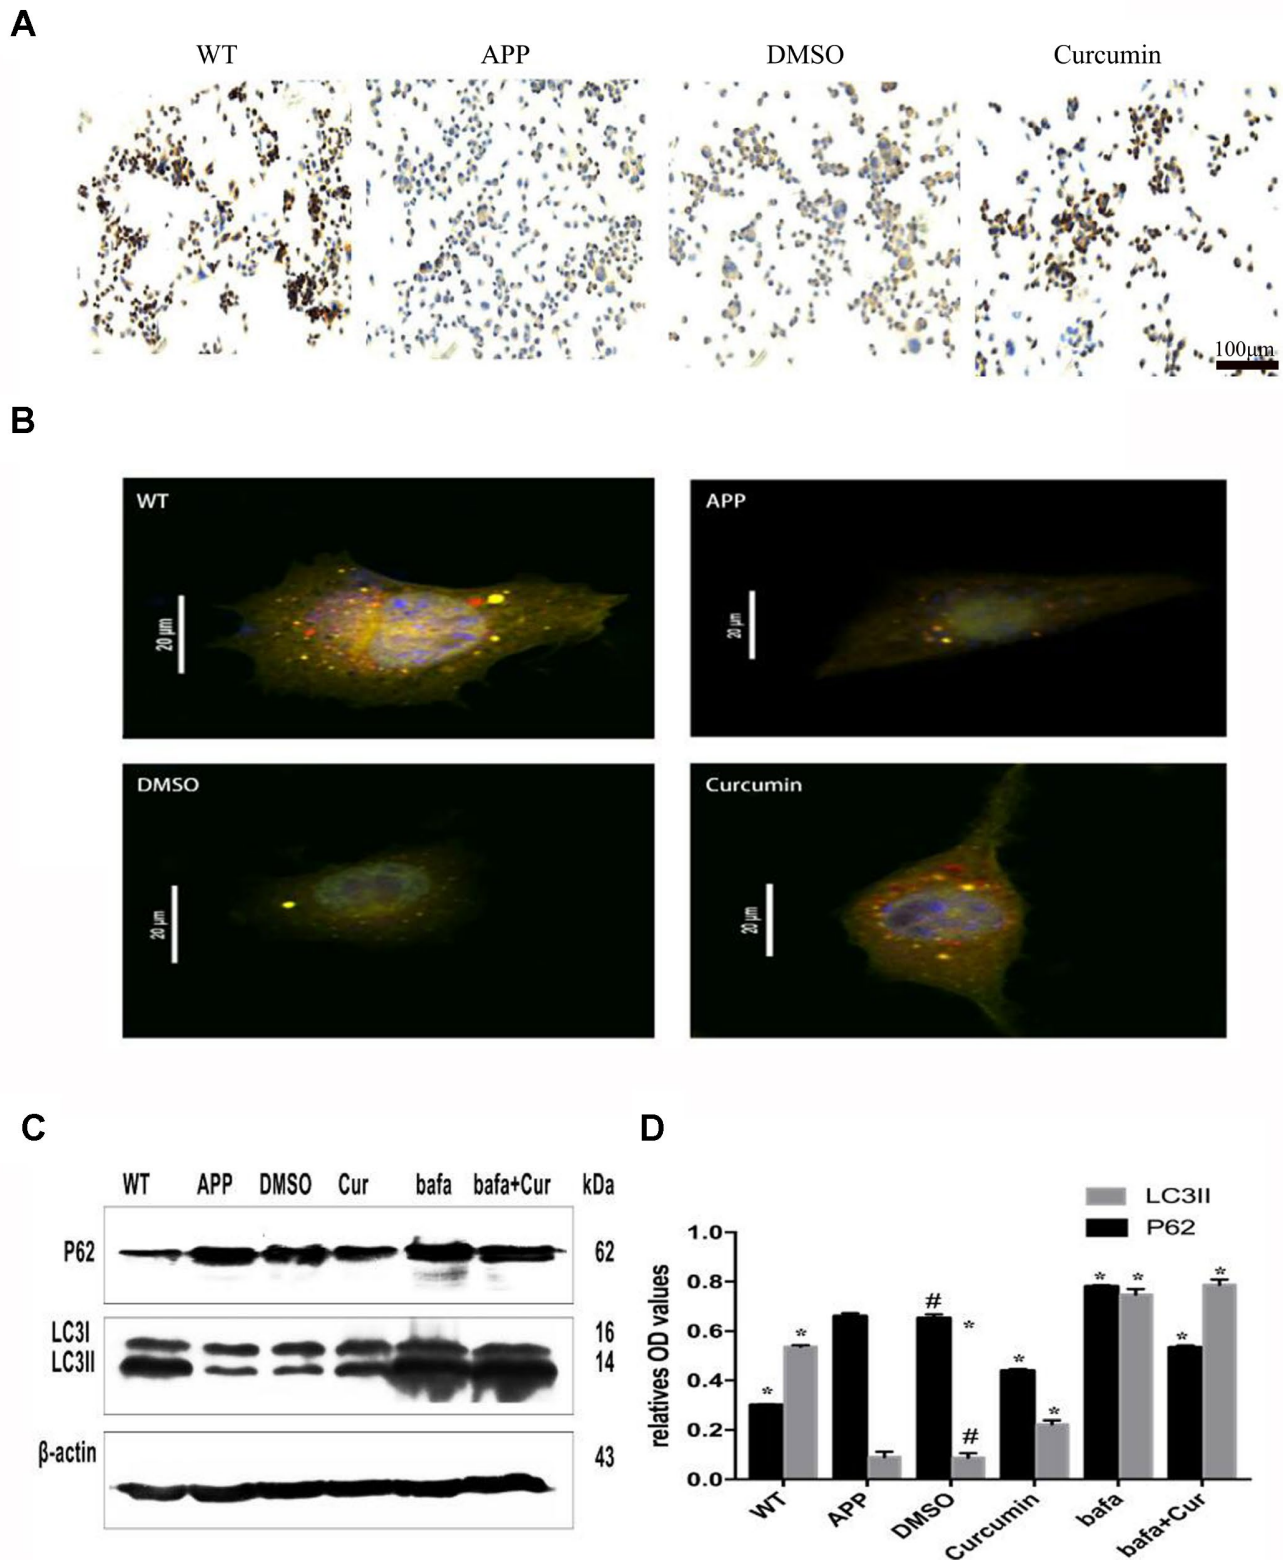 A
WT APP DMSO Curcumin
100μm
B
WT
20 μm
APP
20 μm
DMSO
20 μm
Curcumin
20 μm
C
WT APP DMSO Cur bafa bafa+Cur kDa
P62 62
LC3I 16
LC3II 14
β-actin 43
D
LC3II
P62
relatives OD values
1.0
0.8
0.6
0.4
0.2
0.0
* * # * # * * * * * *
WT APP DMSO Curcumin bafa bafa+Cur